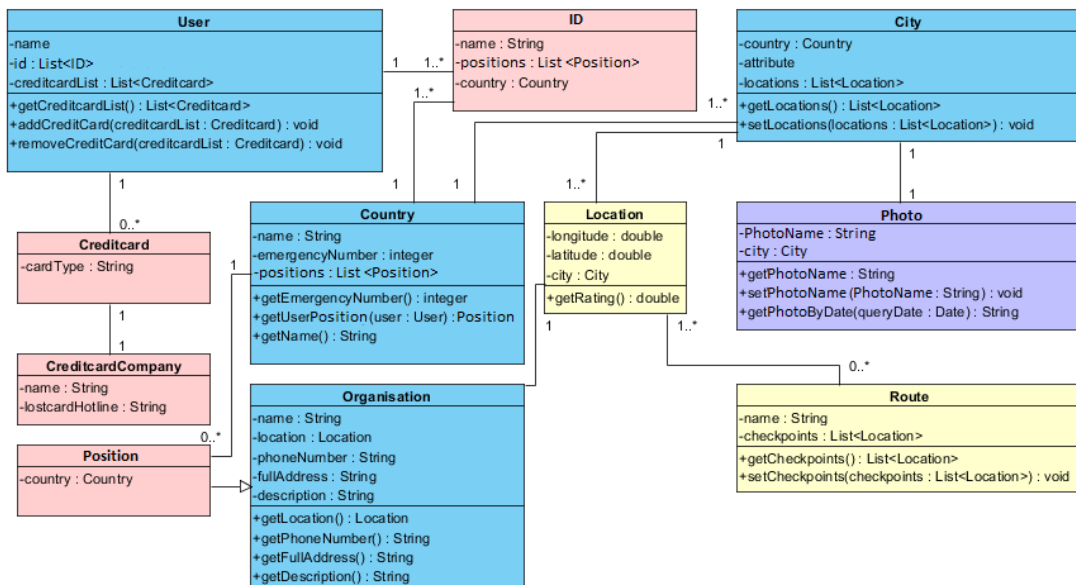 User
-name
-id : List<ID>
-creditcardList : List<Creditcard>
+getCreditcardList() : List<Creditcard>
+addCreditCard(creditcardList : Creditcard) : void
+removeCreditCard(creditcardList : Creditcard) : void
1
1..*
ID
-name : String
-positions : List <Position>
-country : Country
1..*
City
-country : Country
-attribute
-locations : List<Location>
+getLocations() : List<Location>
+setLocations(locations : List<Location>) : void
1..*
1
1
1
0..*
1
1
1..*
1
Creditcard
-cardType : String
1
1
Country
-name : String
-emergencyNumber : integer
-positions : List <Position>
+getEmergencyNumber() : integer
+getUserPosition(user : User) : Position
+getName() : String
1
Location
-longitude : double
-latitude : double
-city : City
+getRating() : double
1
1..*
Photo
-PhotoName : String
-city : City
+getPhotoName : String
+setPhotoName (PhotoName : String) : void
+getPhotoByDate(queryDate : Date) : String
CreditcardCompany
-name : String
-lostcardHotline : String
0..*
0..*
Position
-country : Country
Organisation
-name : String
-location : Location
-phoneNumber : String
-fullAddress : String
-description : String
+getLocation() : Location
+getPhoneNumber() : String
+getFullAddress() : String
+getDescription() : String
Route
-name : String
-checkpoints : List<Location>
+getCheckpoints() : List<Location>
+setCheckpoints(checkpoints : List<Location>) : void